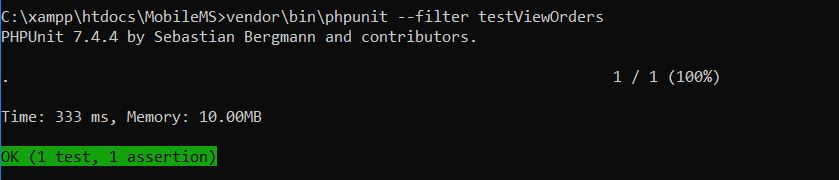 C:\xampp\htdocs\MobileMS>vendor\bin\phpunit --filter testViewOrders
PHPUnit 7.4.4 by Sebastian Bergmann and contributors.
. 1 / 1 (100%)
Time: 333 ms, Memory: 10.00MB
OK (1 test, 1 assertion)